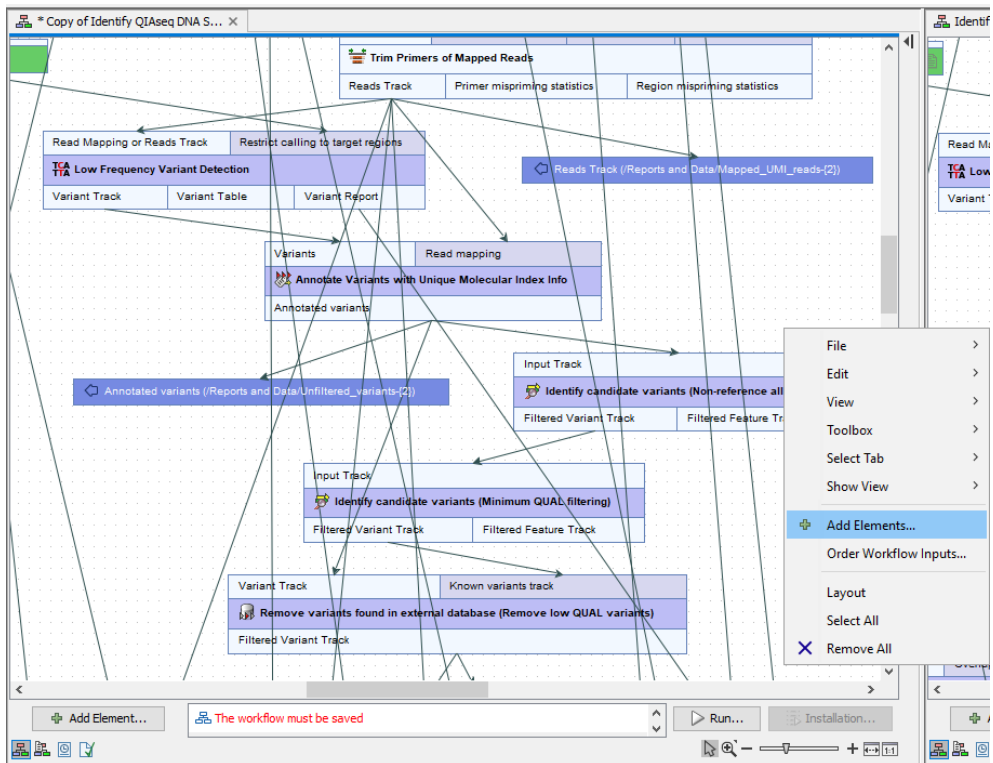 * Copy of Identify QIAseq DNA S...
Identif
Trim Primers of Mapped Reads
Reads Track
Primer mispriming statistics
Region mispriming statistics
Read Mapping or Reads Track
Restrict calling to target regions
Low Frequency Variant Detection
Variant Track
Variant Table
Variant Report
Reads Track (/Reports and Data/Mapped_UMI_reads-{2})
Read Ma
Low
Variant T
Variants
Read mapping
Annotate Variants with Unique Molecular Index Info
Annotated variants
Annotated variants (/Reports and Data/Unfiltered_variants-{2})
Input Track
Identify candidate variants (Non-reference all
Filtered Variant Track
Filtered Feature Tr
Input Track
Identify candidate variants (Minimum QUAL filtering)
Filtered Variant Track
Filtered Feature Track
Variant Track
Known variants track
Remove variants found in external database (Remove low QUAL variants)
Filtered Variant Track
File
Edit
View
Toolbox
Select Tab
Show View
Add Elements...
Order Workflow Inputs...
Layout
Select All
Remove All
Add Element...
The workflow must be saved
Run...
Installation...
1:1
A